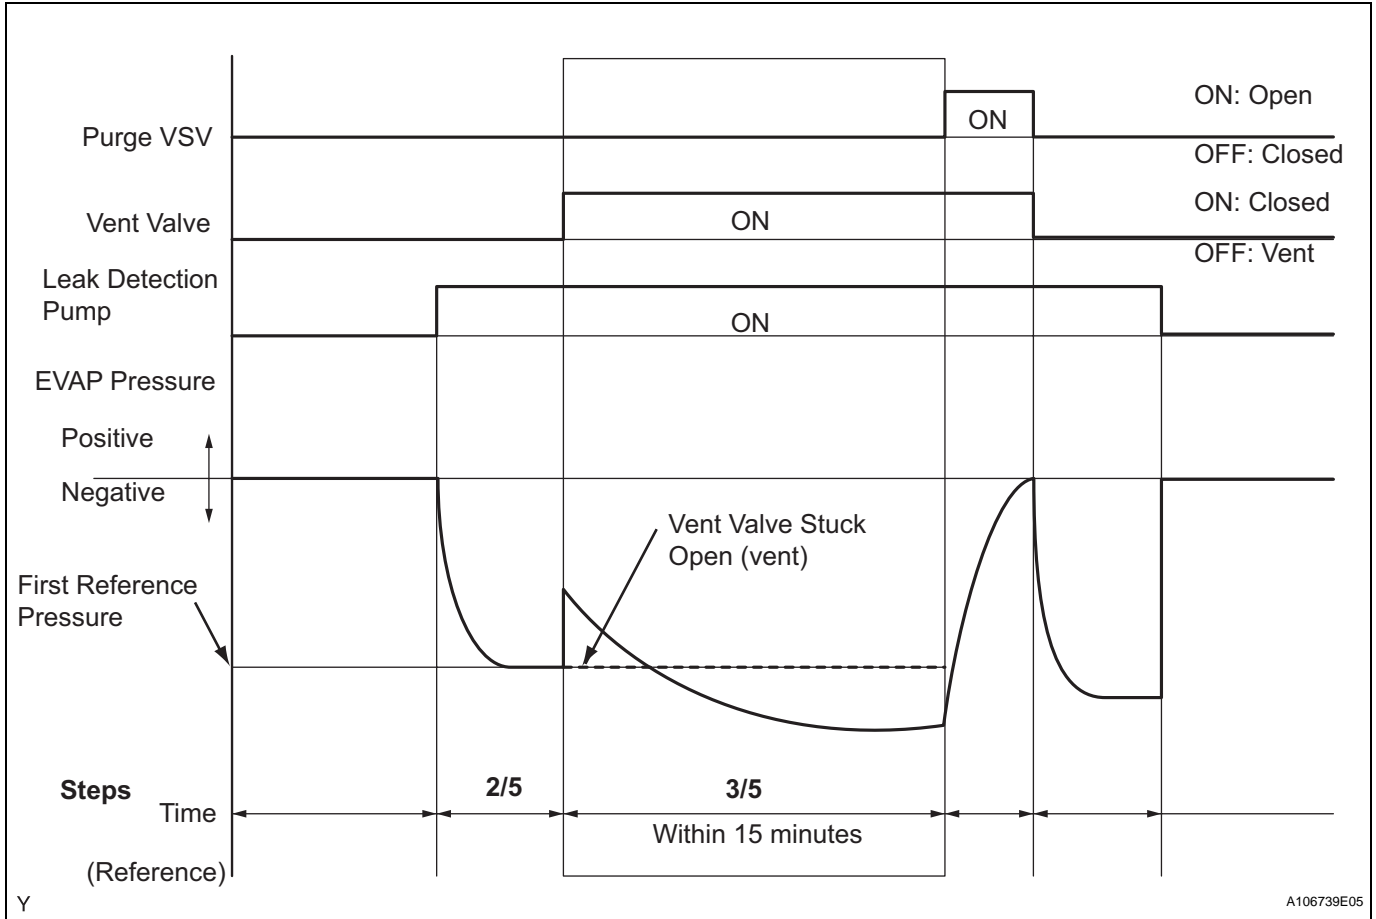 ON: Open
Purge VSV
ON
OFF: Closed
ON: Closed
Vent Valve
ON
OFF: Vent
Leak Detection
Pump
ON
EVAP Pressure
Positive
Negative
Vent Valve Stuck
Open (vent)
First Reference
Pressure
Steps
2/5
3/5
Time
Within 15 minutes
(Reference)
Y
A106739E05